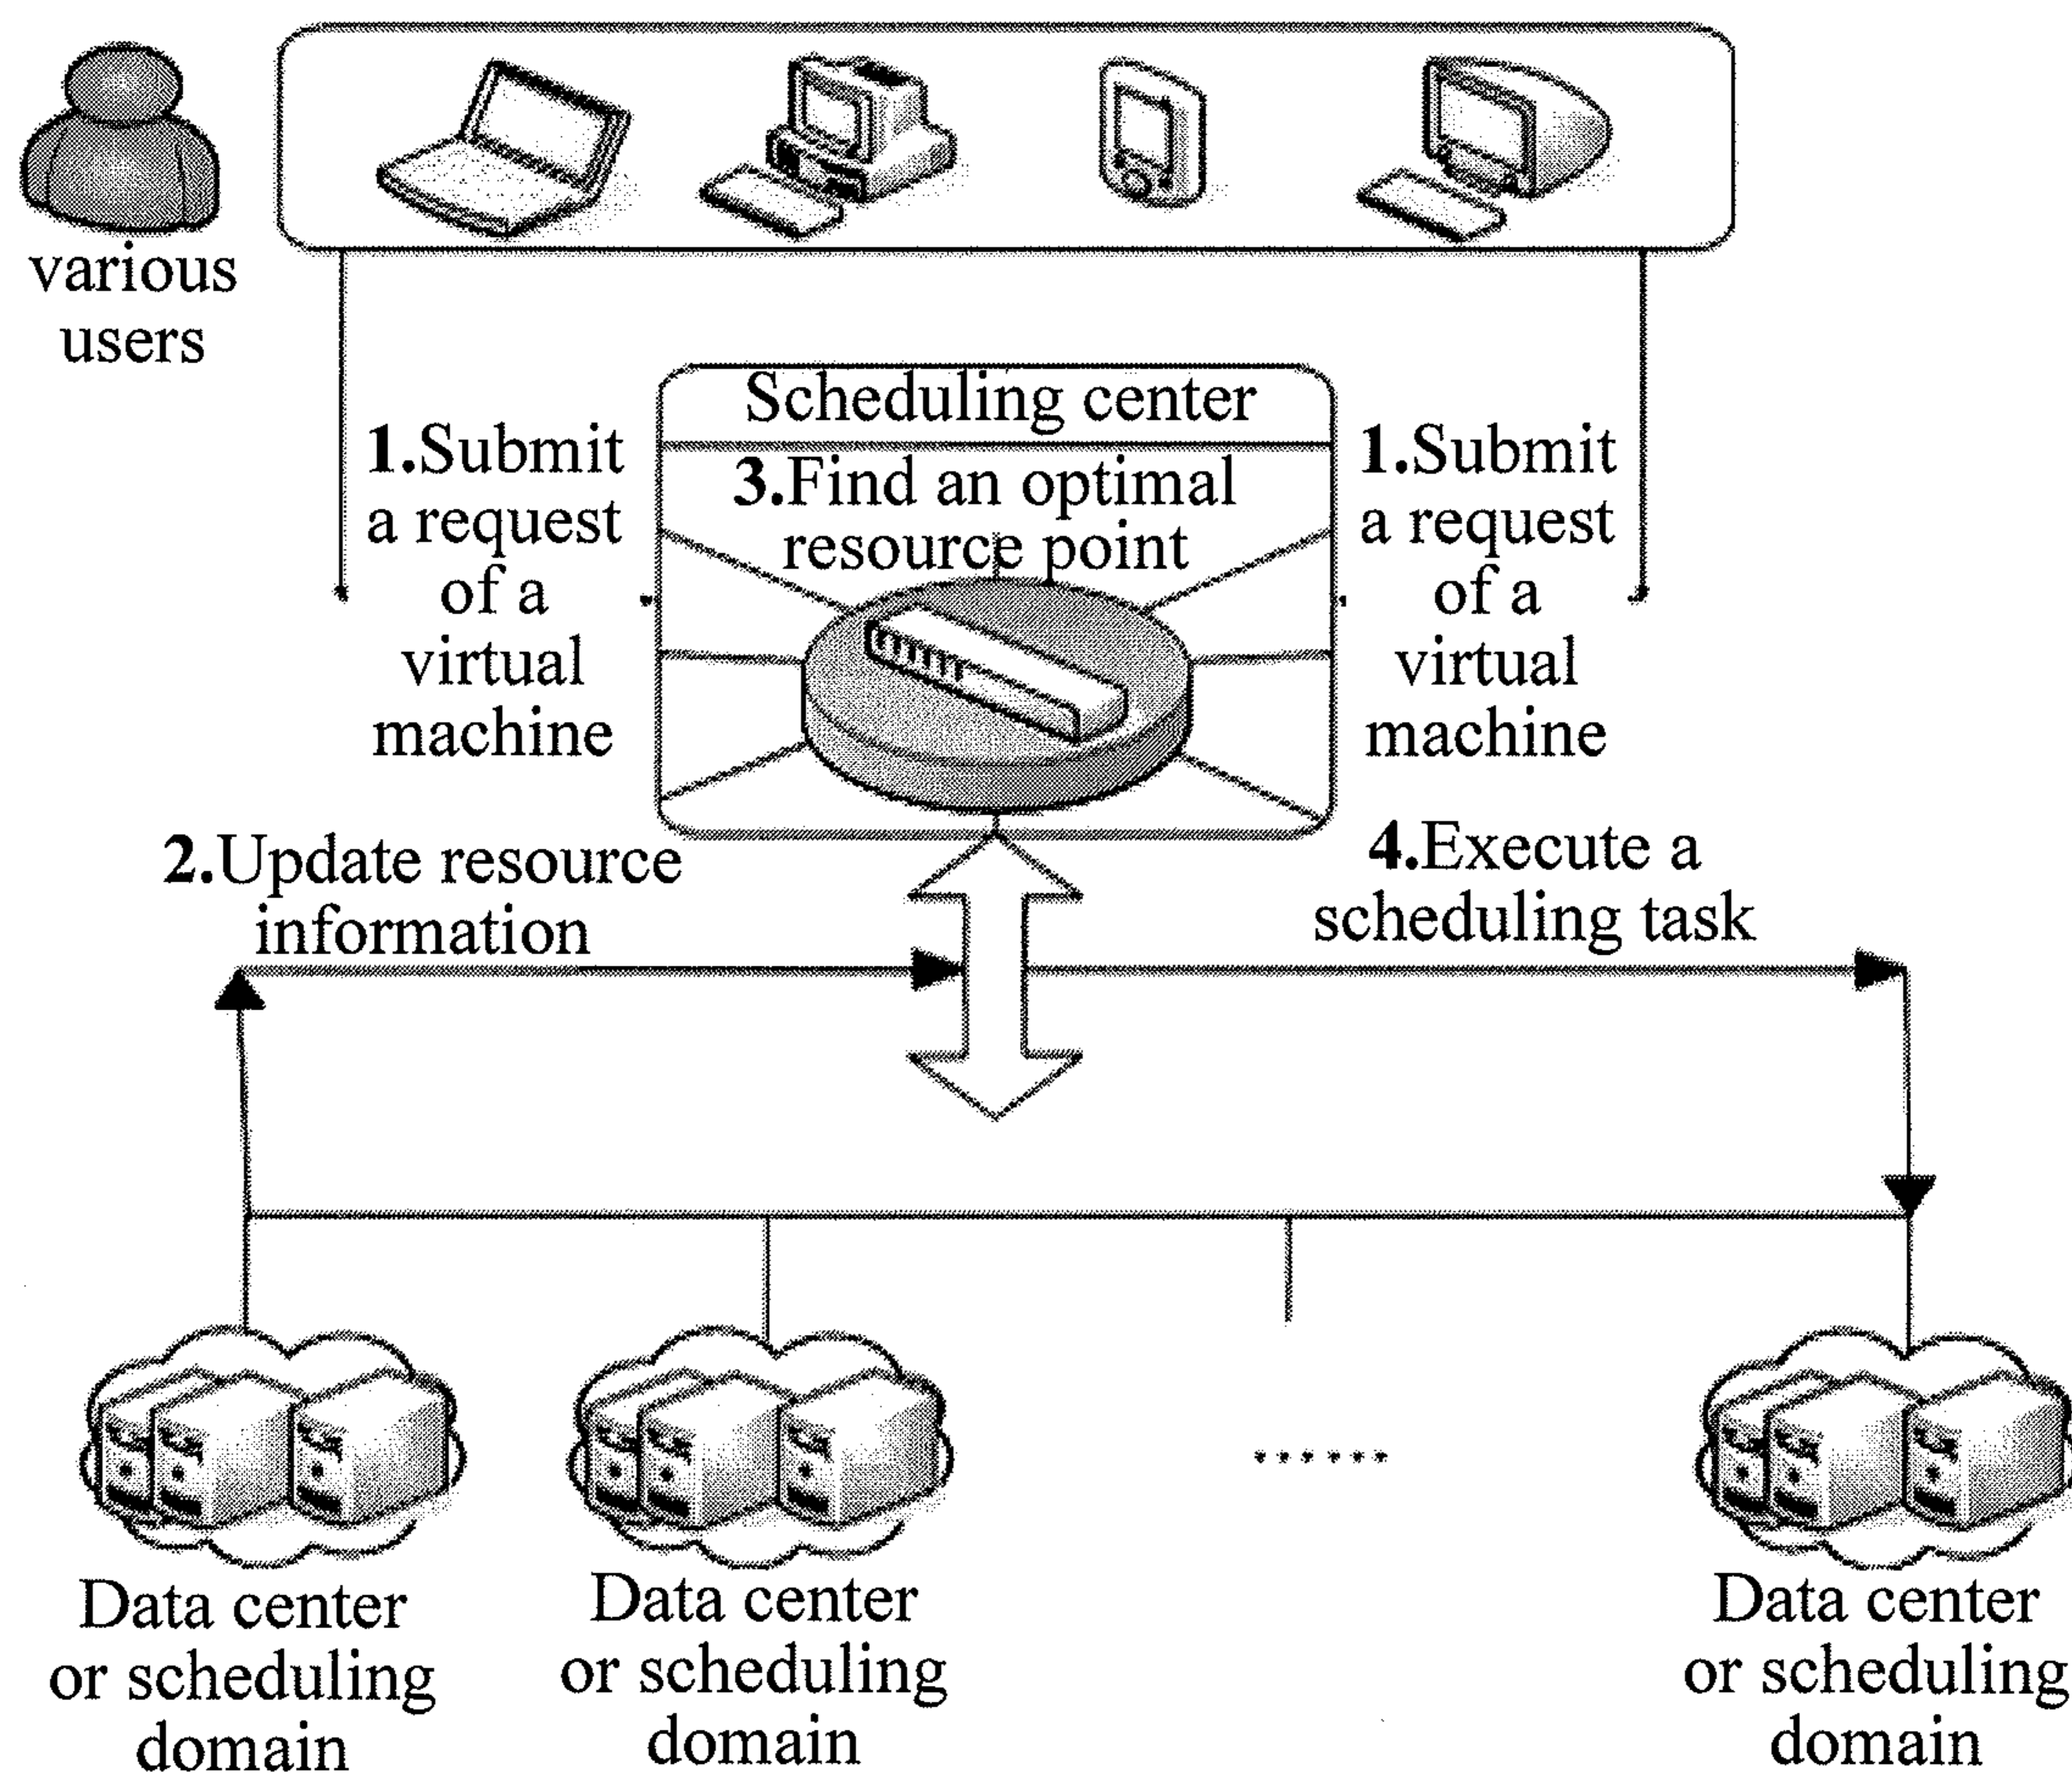 various
users
Scheduling center
1.Submit
a request
of a
virtual
machine
3.Find an optimal
resource point
1.Submit
a request
of a
virtual
machine
2.Update resource
information
4.Execute a
scheduling task
......
Data center
or scheduling
domain
Data center
or scheduling
domain
Data center
or scheduling
domain